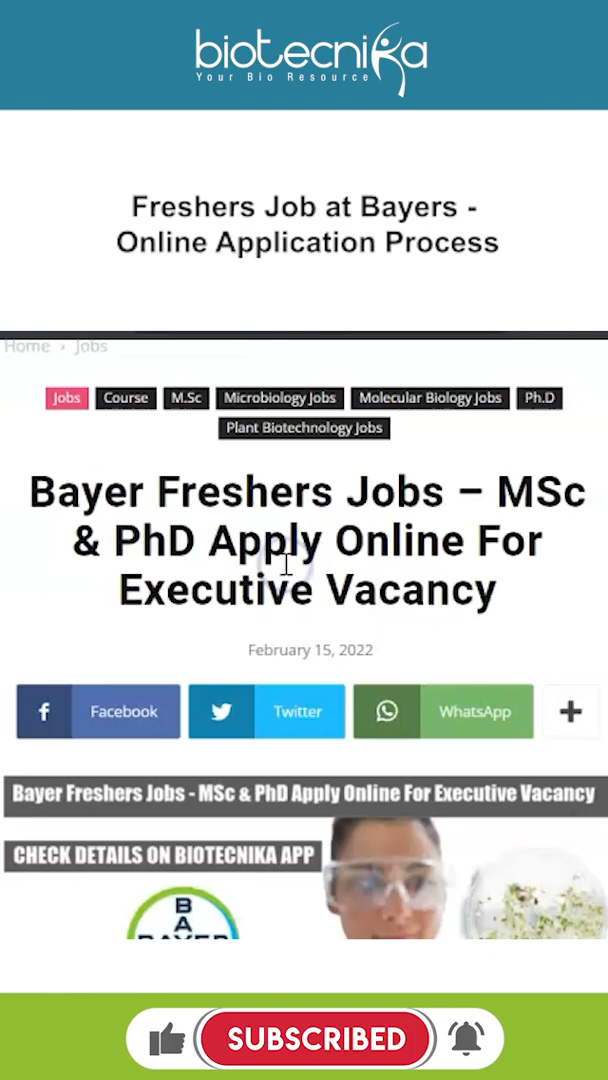 biotecnika
Your Bio Resource
Freshers Job at Bayers -
Online Application Process
Home › Jobs
Jobs Course M.Sc Microbiology Jobs Molecular Biology Jobs Ph.D
Plant Biotechnology Jobs
Bayer Freshers Jobs – MSc
& PhD Apply Online For
Executive Vacancy
February 15, 2022
Facebook Twitter WhatsApp +
Bayer Freshers Jobs - MSc & PhD Apply Online For Executive Vacancy
CHECK DETAILS ON BIOTECNIKA APP
B
A
BAYER
SUBSCRIBED